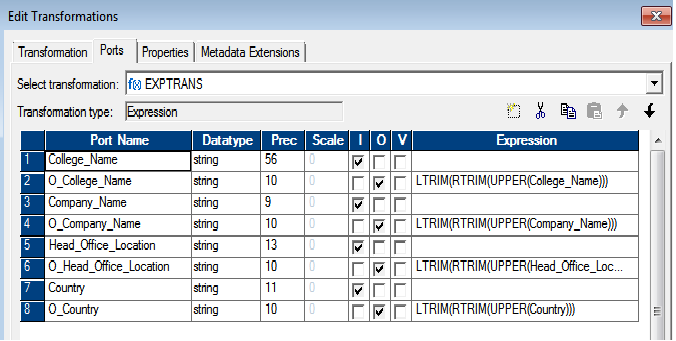 Edit Transformations
Transformation Ports Properties Metadata Extensions
Select transformation: f(x) EXPTRANS
Transformation type: Expression
Port Name Datatype Prec Scale I O V Expression
1 College_Name string 56 0
2 O_College_Name string 10 0 LTRIM(RTRIM(UPPER(College_Name)))
3 Company_Name string 9 0
4 O_Company_Name string 10 0 LTRIM(RTRIM(UPPER(Company_Name)))
5 Head_Office_Location string 13 0
6 O_Head_Office_Location string 10 0 LTRIM(RTRIM(UPPER(Head_Office_Loc...
7 Country string 11 0
8 O_Country string 10 0 LTRIM(RTRIM(UPPER(Country)))